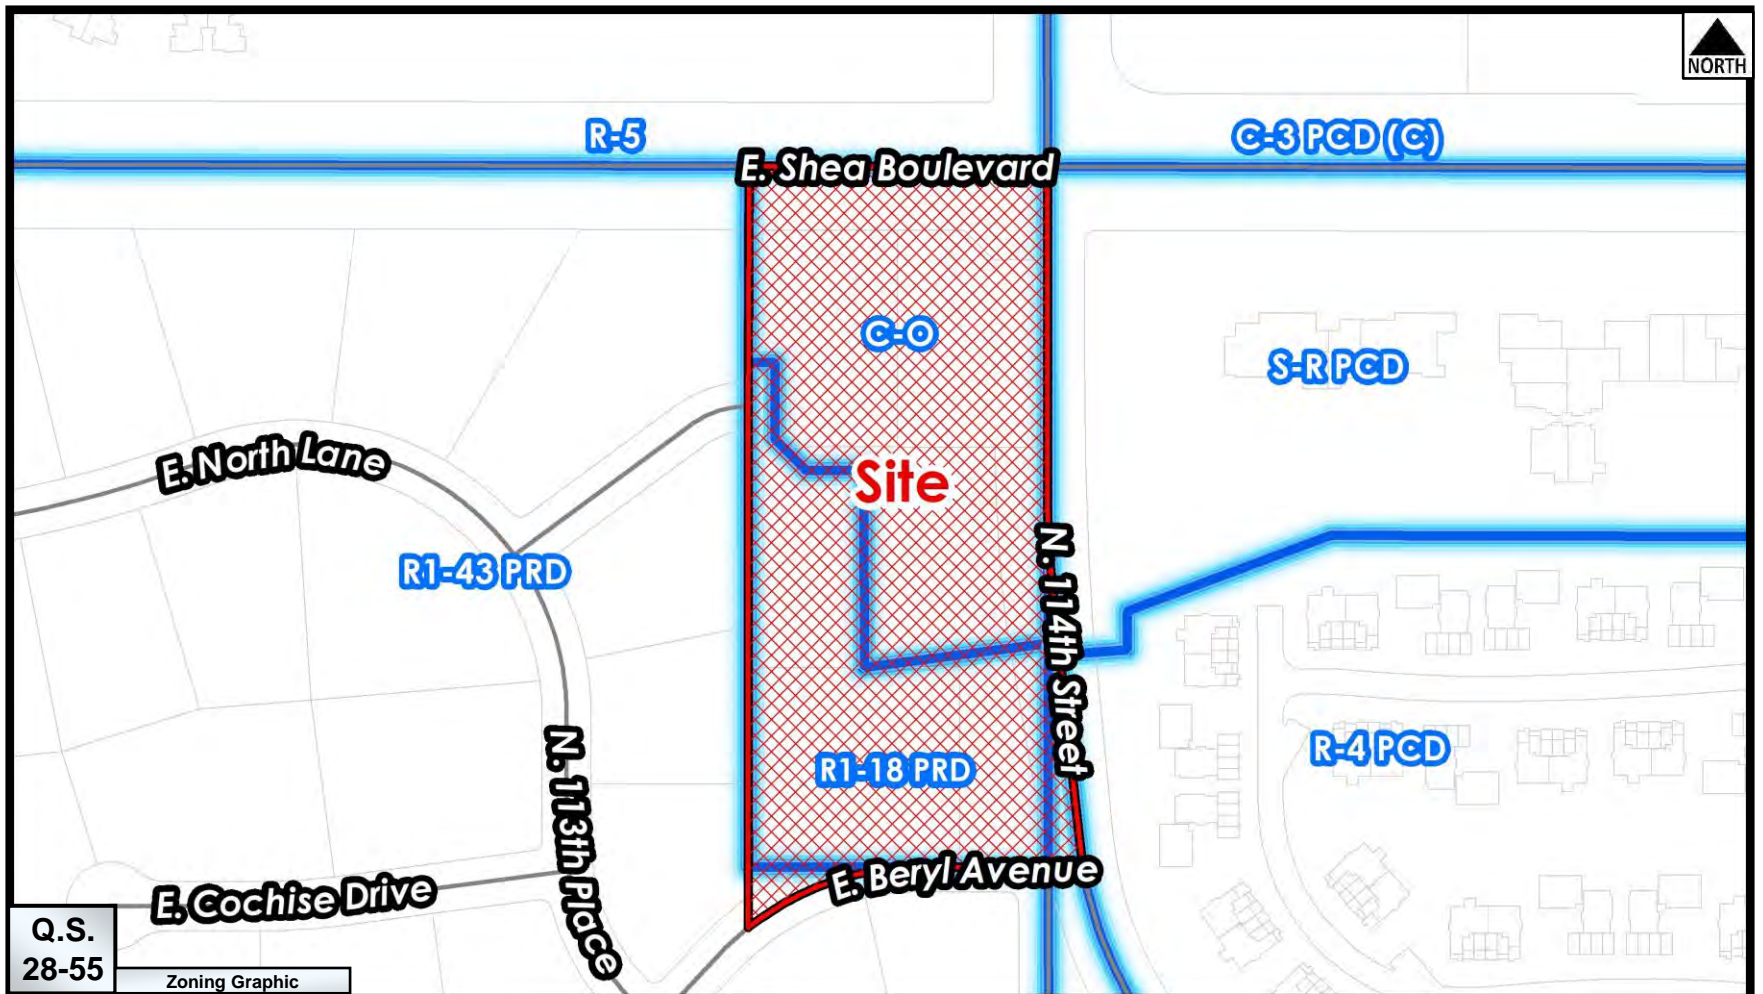 NORTH
R-5
C-3 PCD (C)
E. Shea Boulevard
C-O
S-R PCD
E. North Lane
Site
R1-43 PRD
N. 114th Street
R1-18 PRD
R-4 PCD
N. 113th Place
E. Beryl Avenue
E. Cochise Drive
Q.S.
28-55
Zoning Graphic